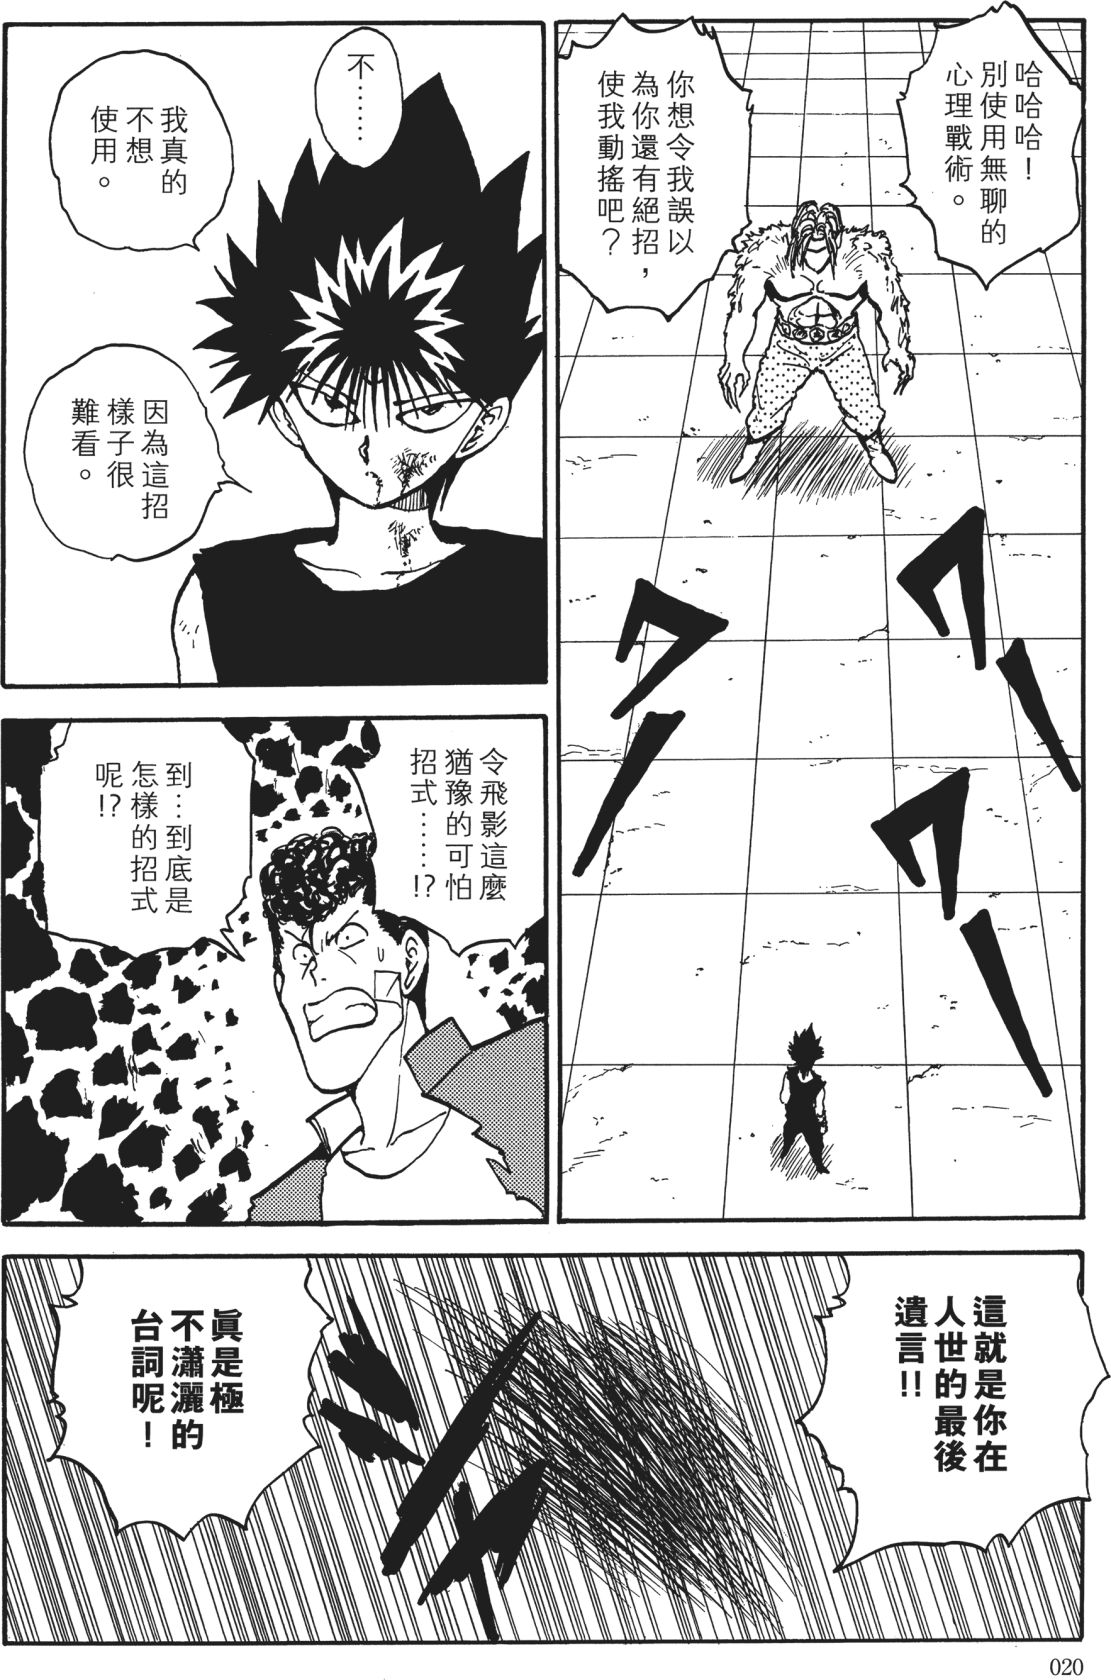 哈哈哈！
別使用無聊的
心理戰術。
你想令我誤以
為你還有絕招，
使我動搖吧？
不……
我真的
不想
使用。
因為這招
樣子很
難看。
令飛影這麼
猶豫的可怕
招式……!?
到…到底是
怎樣的招式
呢!?
這就是你在
人世的最後
遺言!!
眞是極
不瀟灑的
台詞呢！
020